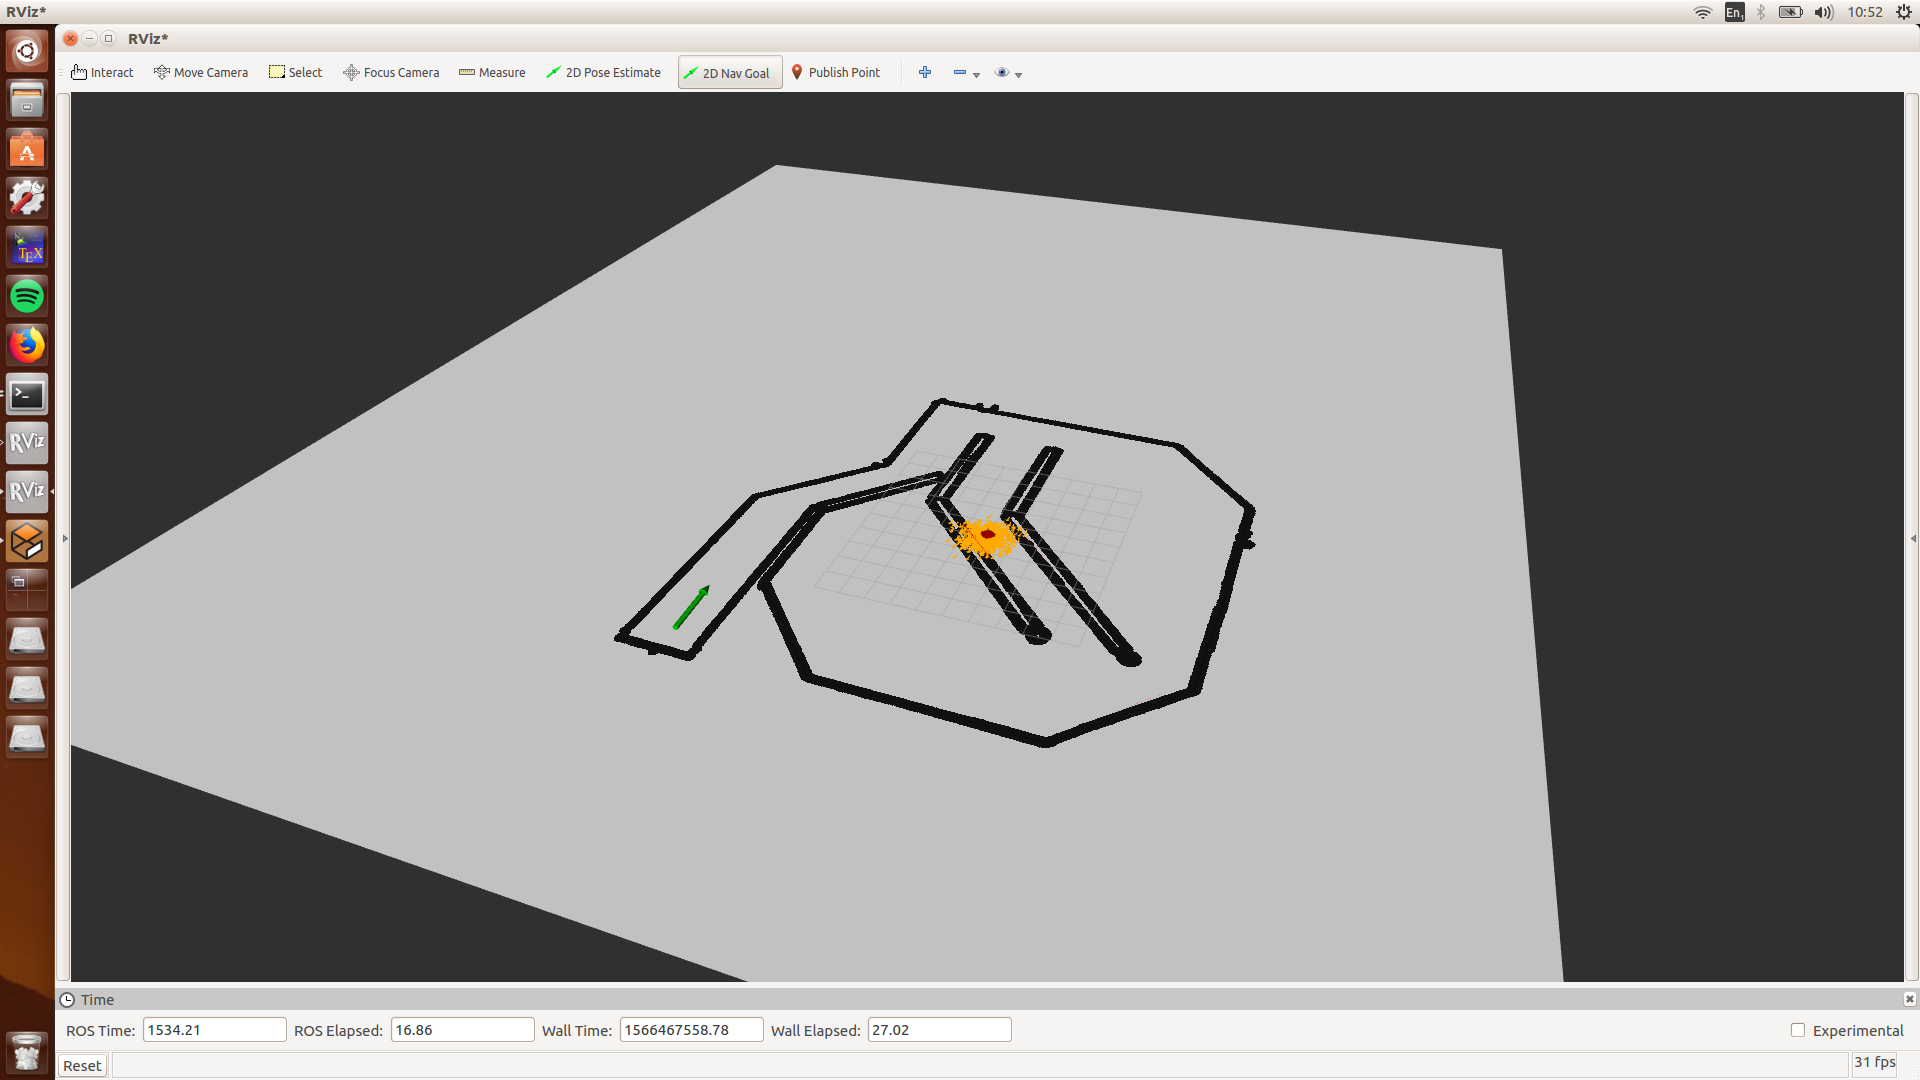 RViz*
En1
10:52
RViz*
Interact Move Camera Select Focus Camera Measure 2D Pose Estimate 2D Nav Goal Publish Point
A
TEX
>_
RViz
RViz
Time
ROS Time: 1534.21 ROS Elapsed: 16.86 Wall Time: 1566467558.78 Wall Elapsed: 27.02 Experimental
Reset 31 fps